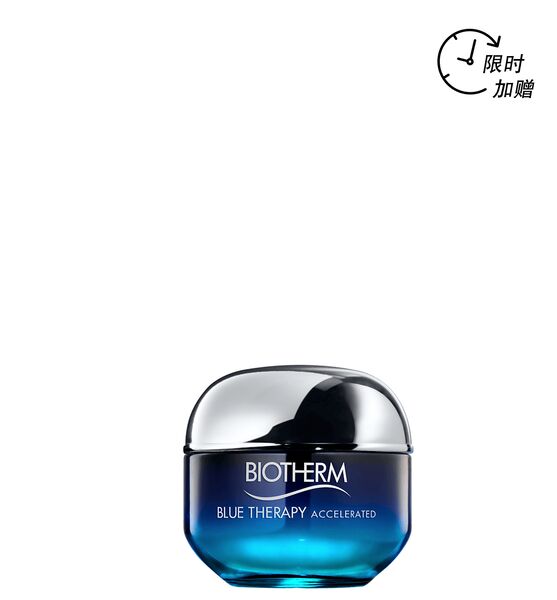 限时
加赠
BIOTHERM
BLUE THERAPY ACCELERATED